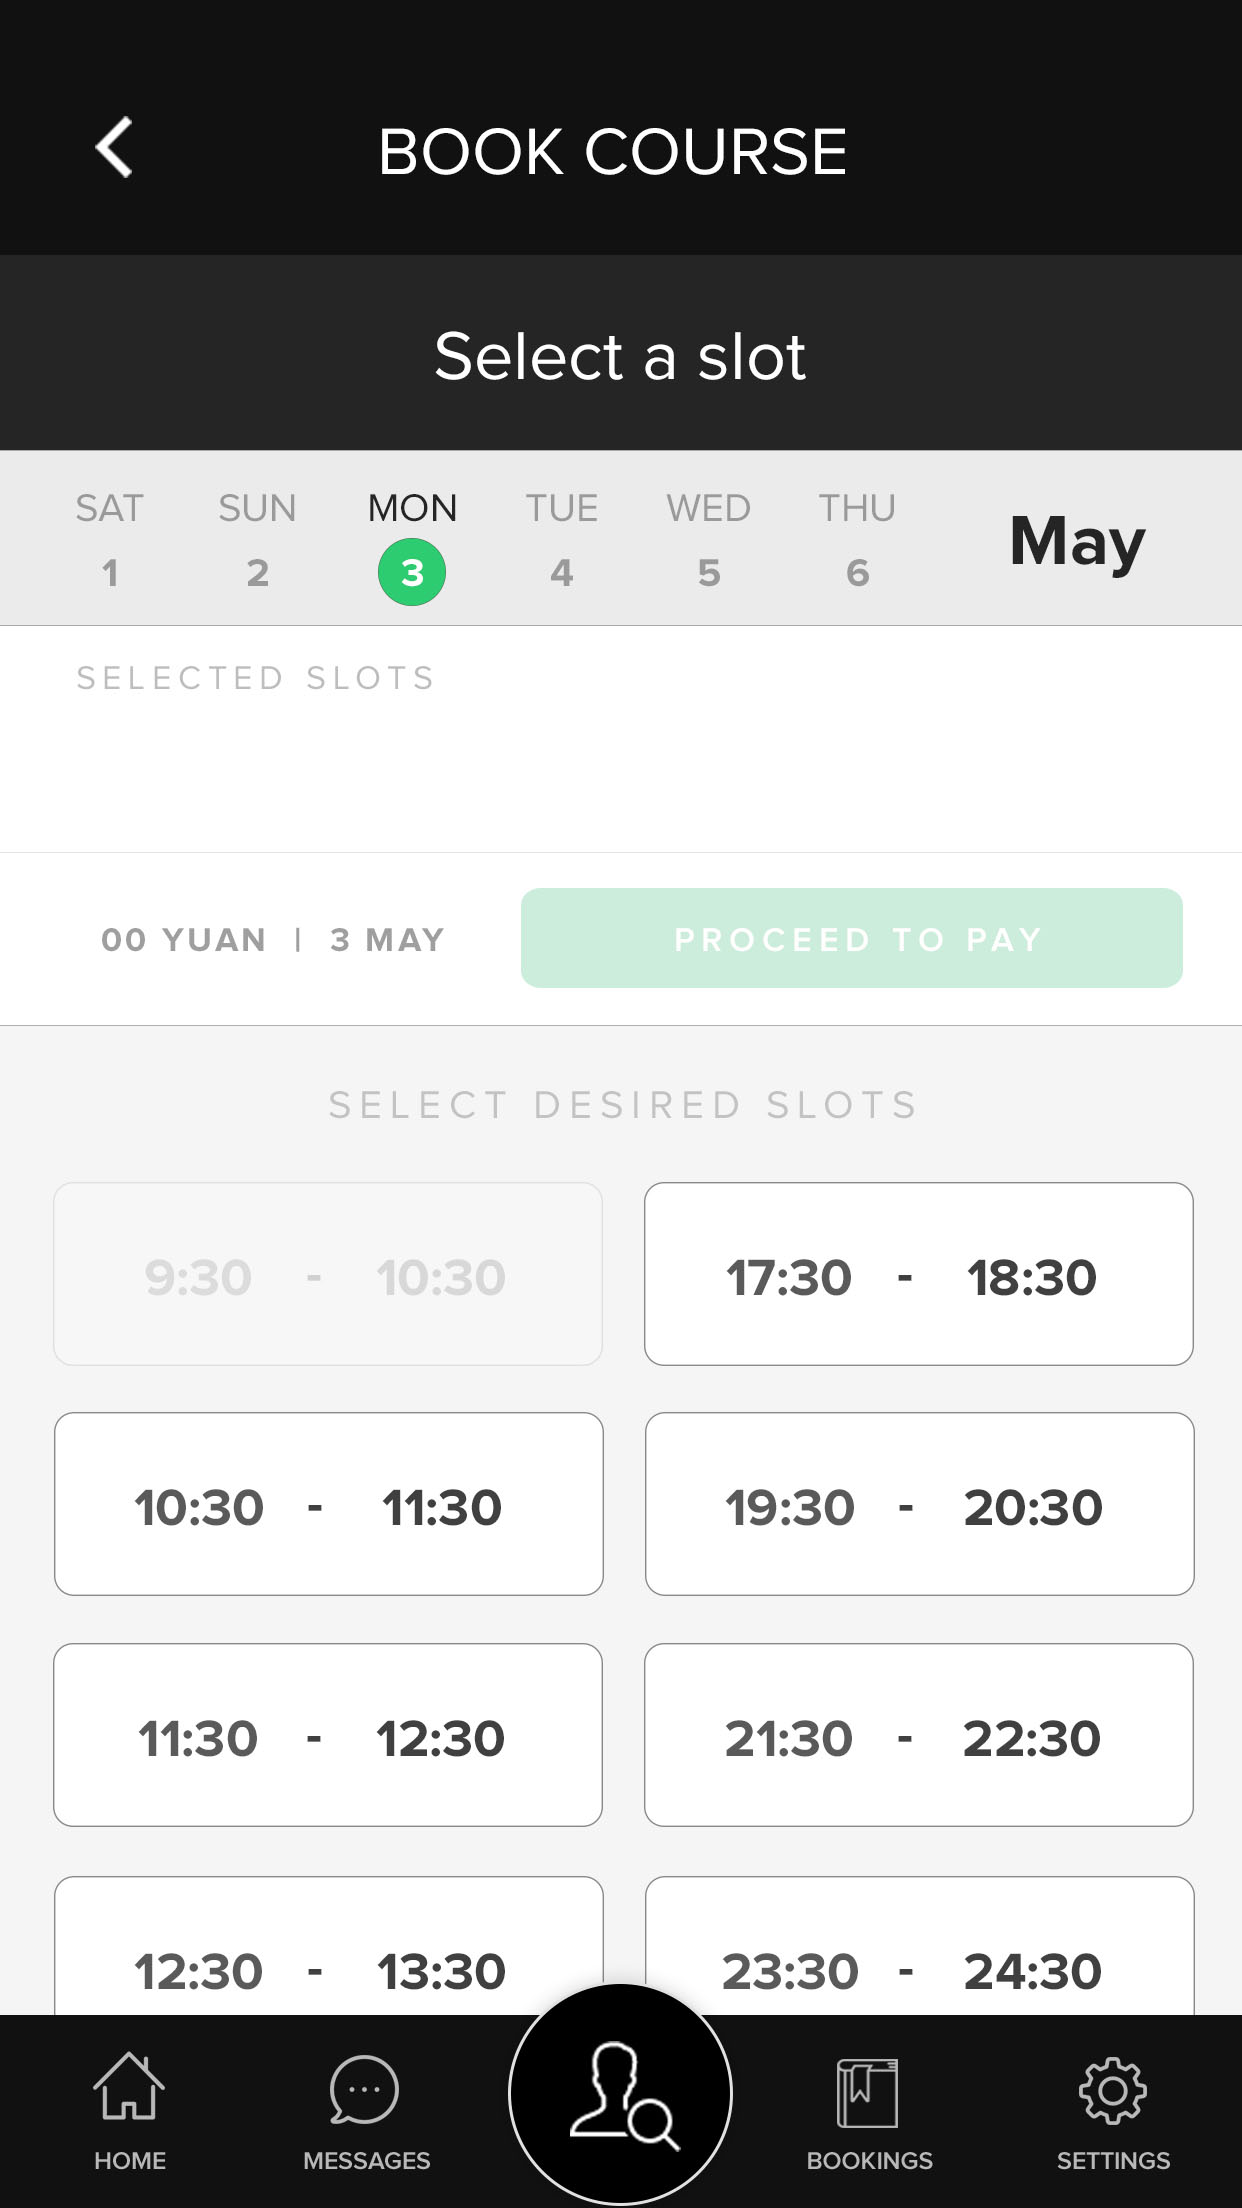 BOOK COURSE
Select a slot
SAT SUN MON TUE WED THU
1 2 3 4 5 6
May
SELECTED SLOTS
00 YUAN | 3 MAY
PROCEED TO PAY
SELECT DESIRED SLOTS
9:30 - 10:30
17:30 - 18:30
10:30 - 11:30
19:30 - 20:30
11:30 - 12:30
21:30 - 22:30
12:30 - 13:30
23:30 - 24:30
HOME
MESSAGES
BOOKINGS
SETTINGS